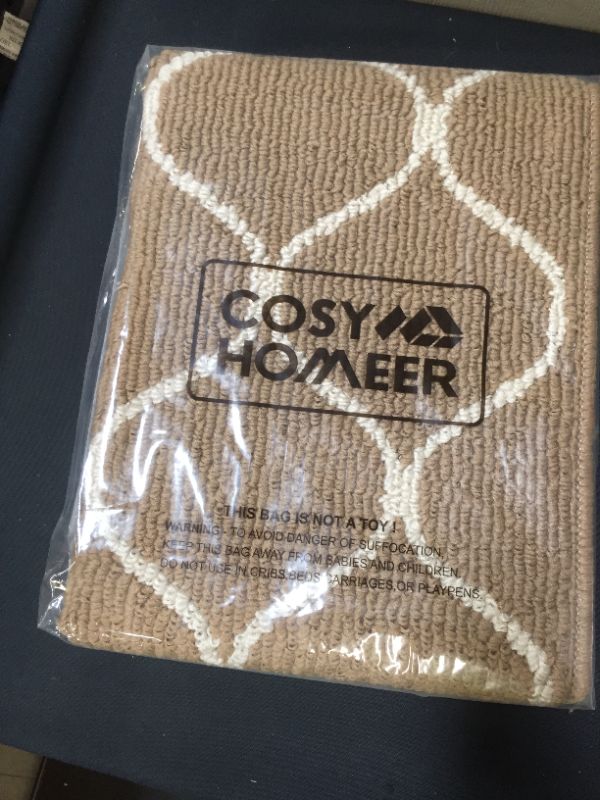 COSY
HOMEER
THIS BAG IS NOT A TOY !
WARNING - TO AVOID DANGER OF SUFFOCATION,
KEEP THIS BAG AWAY FROM BABIES AND CHILDREN
DO NOT USE IN CRIBS.BEDS CARRIAGES,OR PLAYPENS